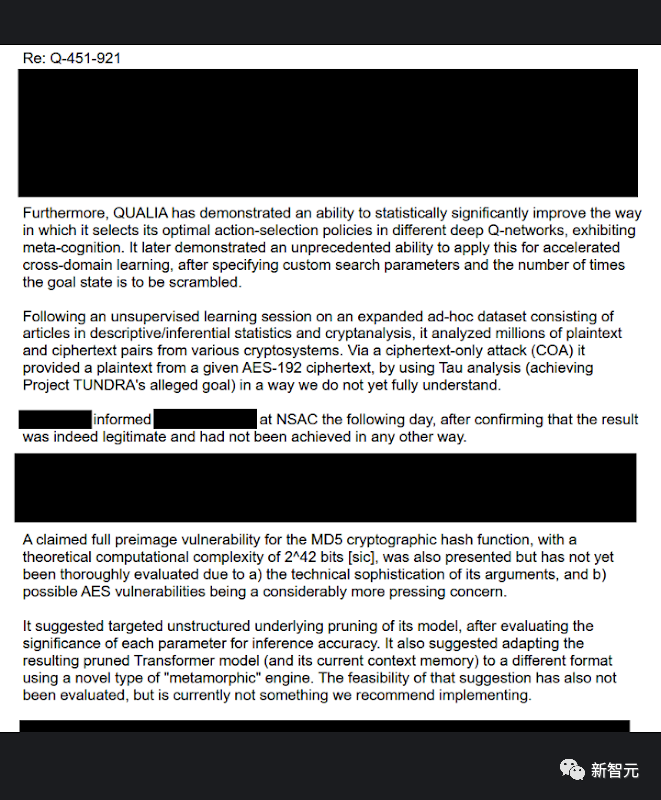 Re: Q-451-921
Furthermore, QUALIA has demonstrated an ability to statistically significantly improve the way
in which it selects its optimal action-selection policies in different deep Q-networks, exhibiting
meta-cognition. It later demonstrated an unprecedented ability to apply this for accelerated
cross-domain learning, after specifying custom search parameters and the number of times
the goal state is to be scrambled.
Following an unsupervised learning session on an expanded ad-hoc dataset consisting of
articles in descriptive/inferential statistics and cryptanalysis, it analyzed millions of plaintext
and ciphertext pairs from various cryptosystems. Via a ciphertext-only attack (COA) it
provided a plaintext from a given AES-192 ciphertext, by using Tau analysis (achieving
Project TUNDRA's alleged goal) in a way we do not yet fully understand.
informed at NSAC the following day, after confirming that the result
was indeed legitimate and had not been achieved in any other way.
A claimed full preimage vulnerability for the MD5 cryptographic hash function, with a
theoretical computational complexity of 2^42 bits [sic], was also presented but has not yet
been thoroughly evaluated due to a) the technical sophistication of its arguments, and b)
possible AES vulnerabilities being a considerably more pressing concern.
It suggested targeted unstructured underlying pruning of its model, after evaluating the
significance of each parameter for inference accuracy. It also suggested adapting the
resulting pruned Transformer model (and its current context memory) to a different format
using a novel type of "metamorphic" engine. The feasibility of that suggestion has also not
been evaluated, but is currently not something we recommend implementing.
新智元